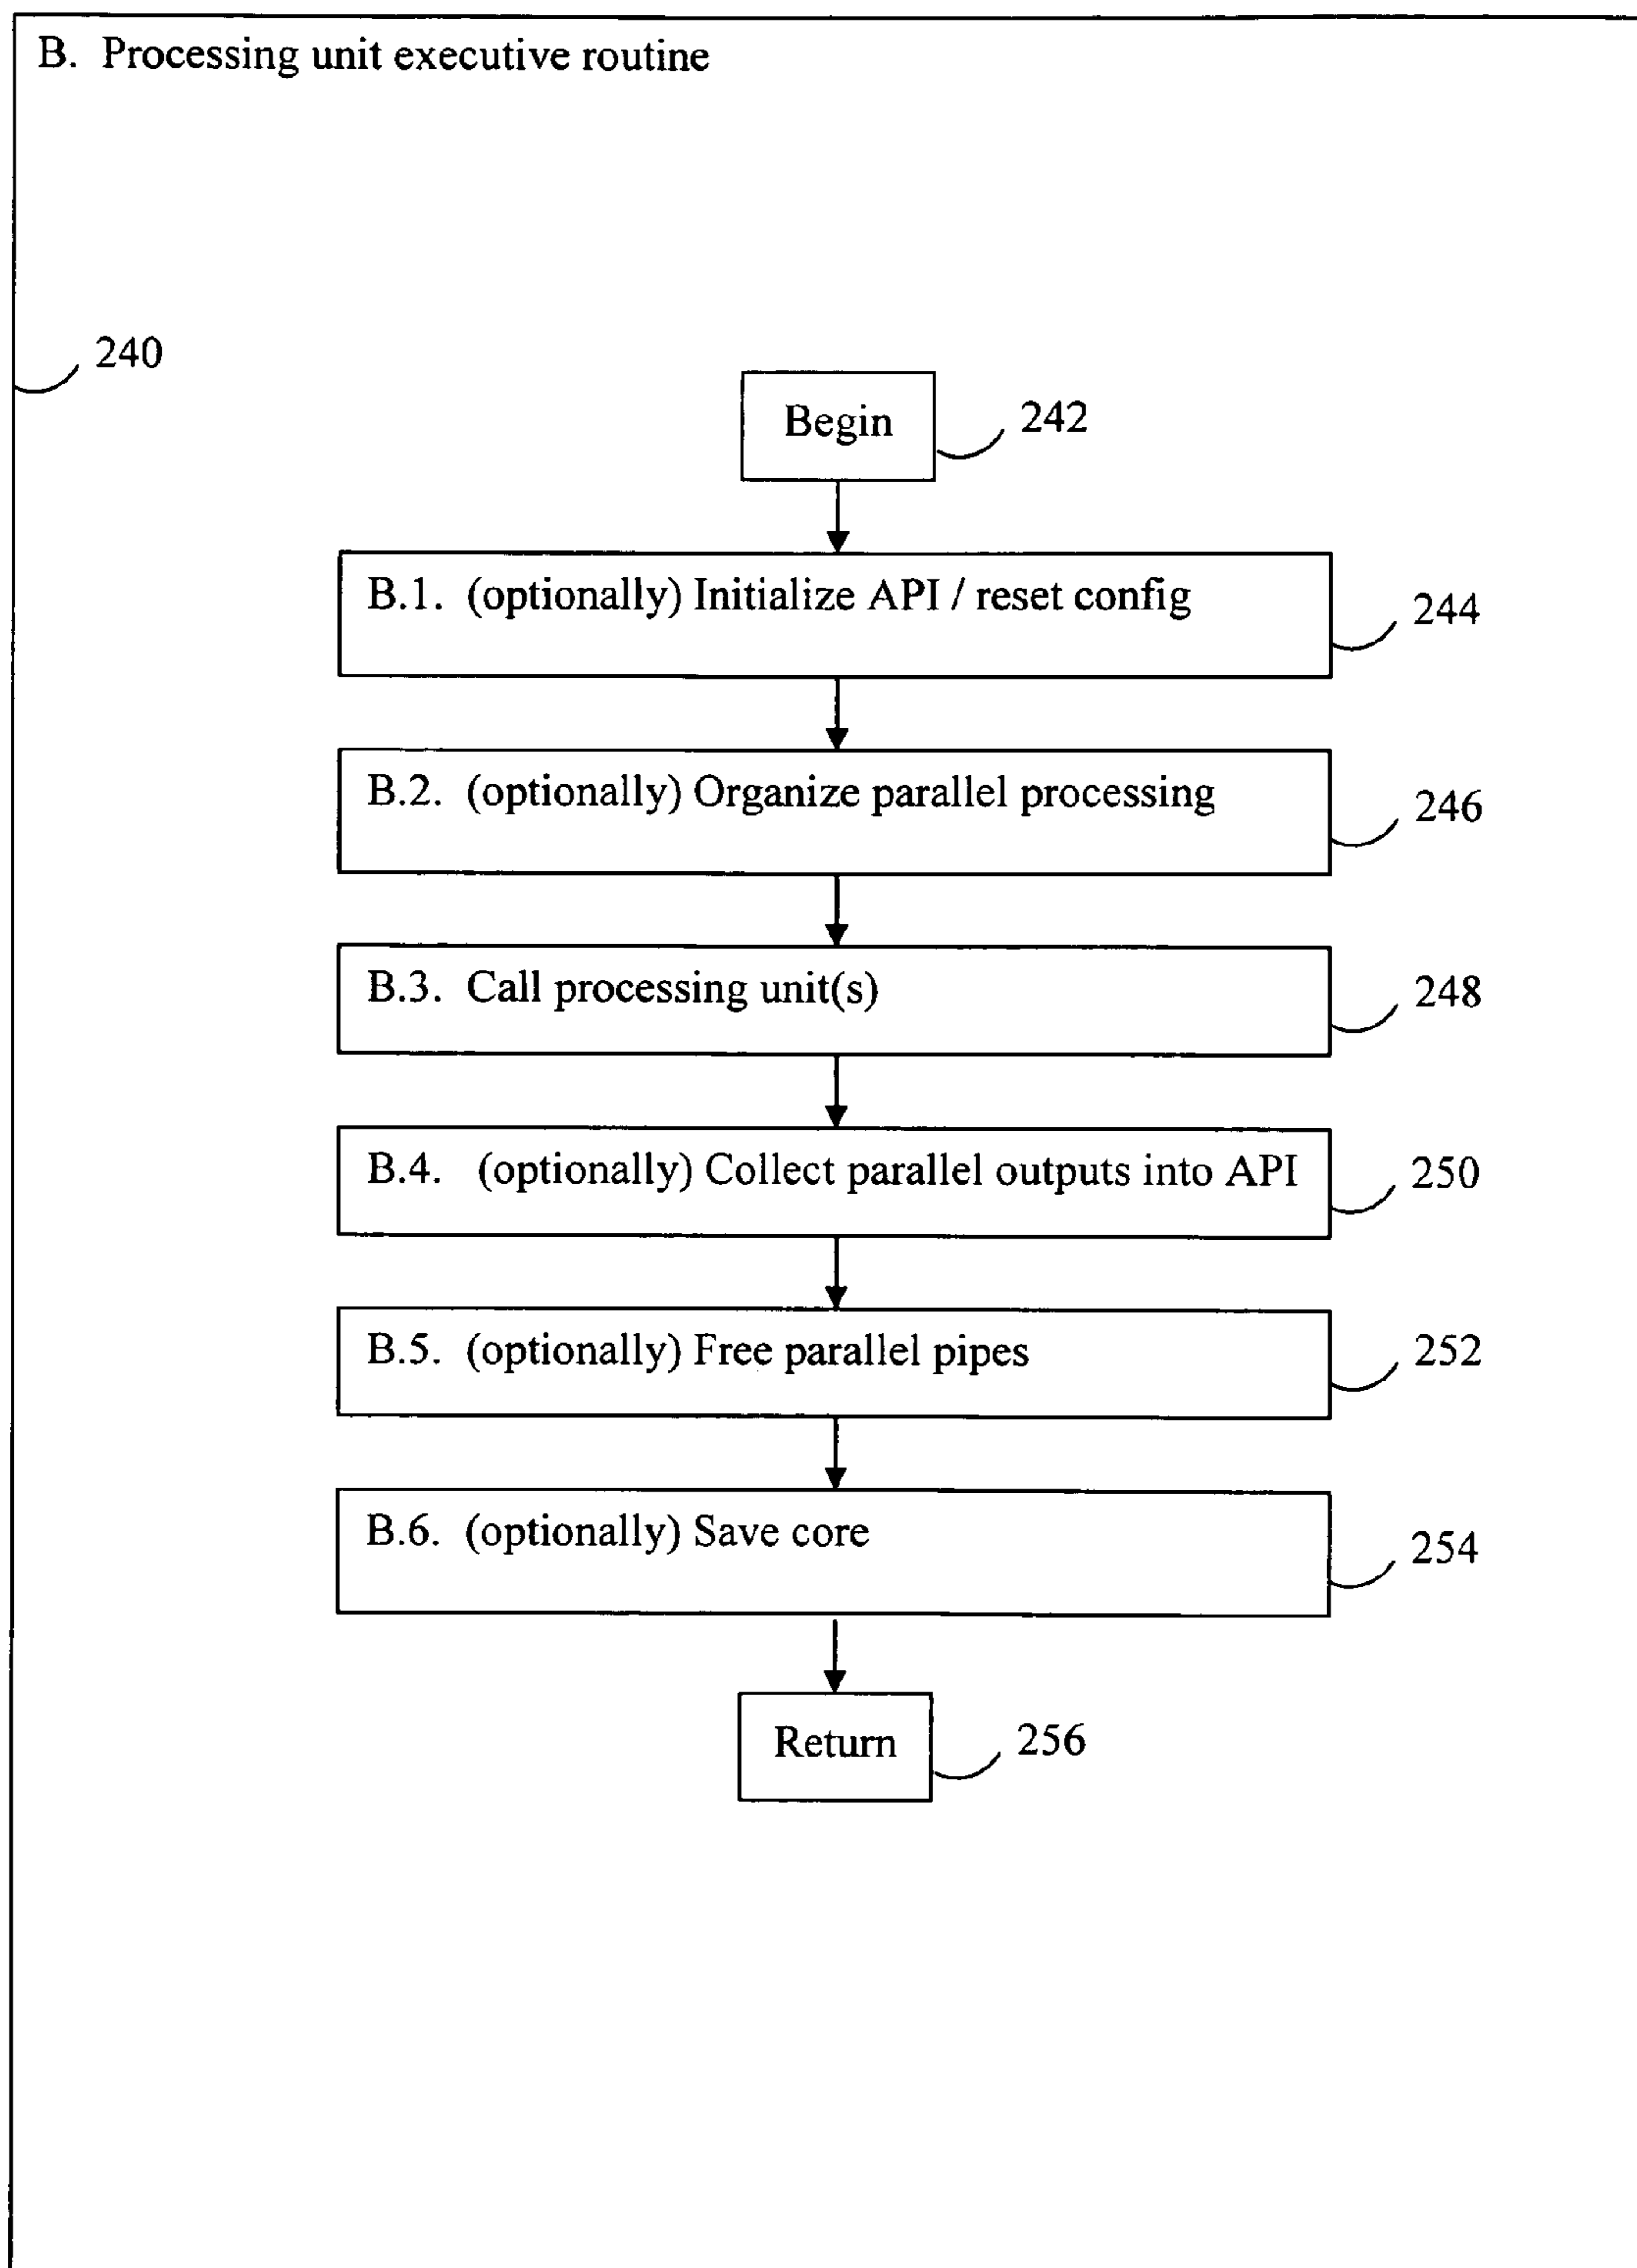 B. Processing unit executive routine
240
Begin
242
B.1. (optionally) Initialize API / reset config
244
B.2. (optionally) Organize parallel processing
246
B.3. Call processing unit(s)
248
B.4. (optionally) Collect parallel outputs into API
250
B.5. (optionally) Free parallel pipes
252
B.6. (optionally) Save core
254
Return
256